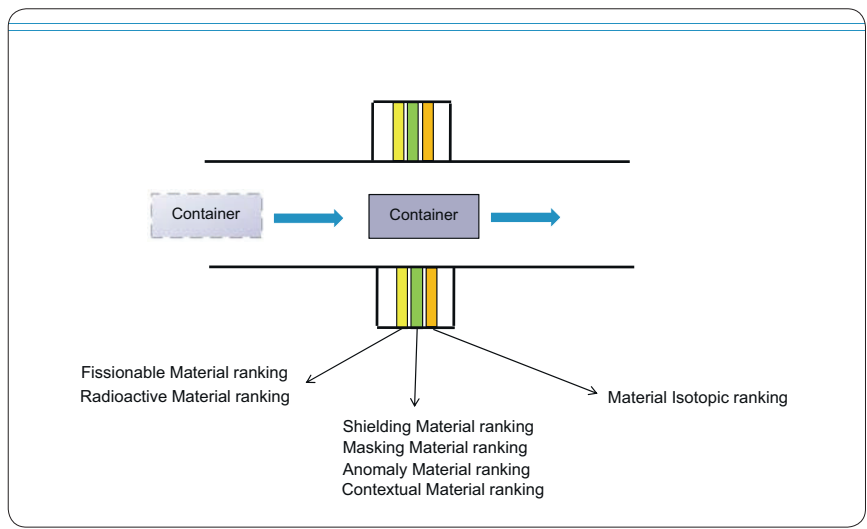 Container
Container
Fissionable Material ranking
Radioactive Material ranking
Material Isotopic ranking
Shielding Material ranking
Masking Material ranking
Anomaly Material ranking
Contextual Material ranking